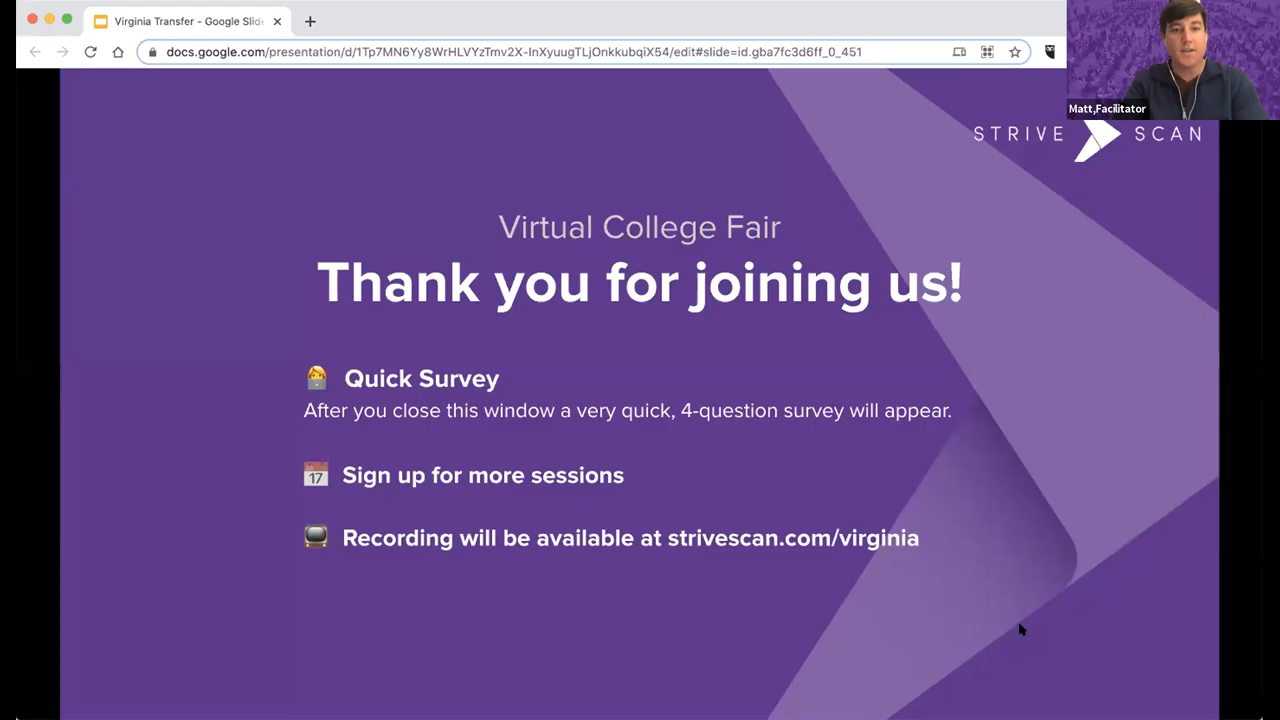 Virginia Transfer - Google Slid
docs.google.com/presentation/d/1Tp7MN6Yy8WrHLVYzTmv2X-InXyuugTLjOnkkubqiX54/edit#slide=id.gba7fc3d6ff_0_451
Matt,Facilitator
STRIVE SCAN
Virtual College Fair
Thank you for joining us!
Quick Survey
After you close this window a very quick, 4-question survey will appear.
17 Sign up for more sessions
Recording will be available at strivescan.com/virginia